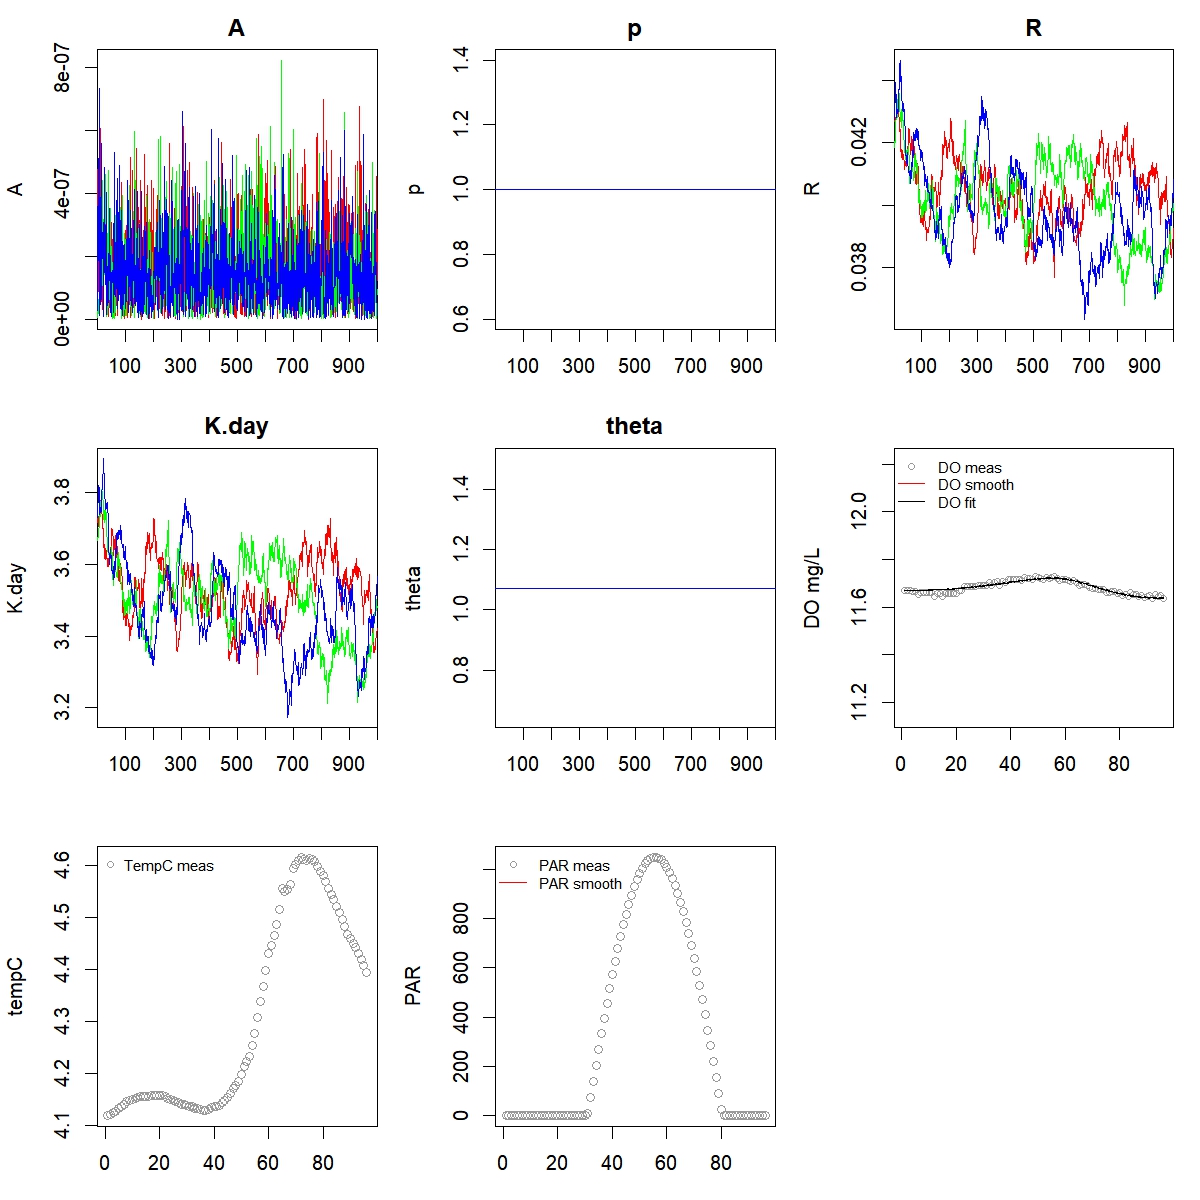 A
p
R
A
8e-07
4e-07
0e+00
100 300 500 700 900
p
1.4
1.2
1.0
0.8
0.6
100 300 500 700 900
R
0.042
0.038
100 300 500 700 900
K.day
theta
K.day
3.8
3.6
3.4
3.2
100 300 500 700 900
theta
1.4
1.2
1.0
0.8
100 300 500 700 900
DO mg/L
12.0
11.6
11.2
DO meas
DO smooth
DO fit
0 20 40 60 80
tempC
4.6
4.5
4.4
4.3
4.2
4.1
TempC meas
0 20 40 60 80
PAR
800
600
400
200
0
PAR meas
PAR smooth
0 20 40 60 80